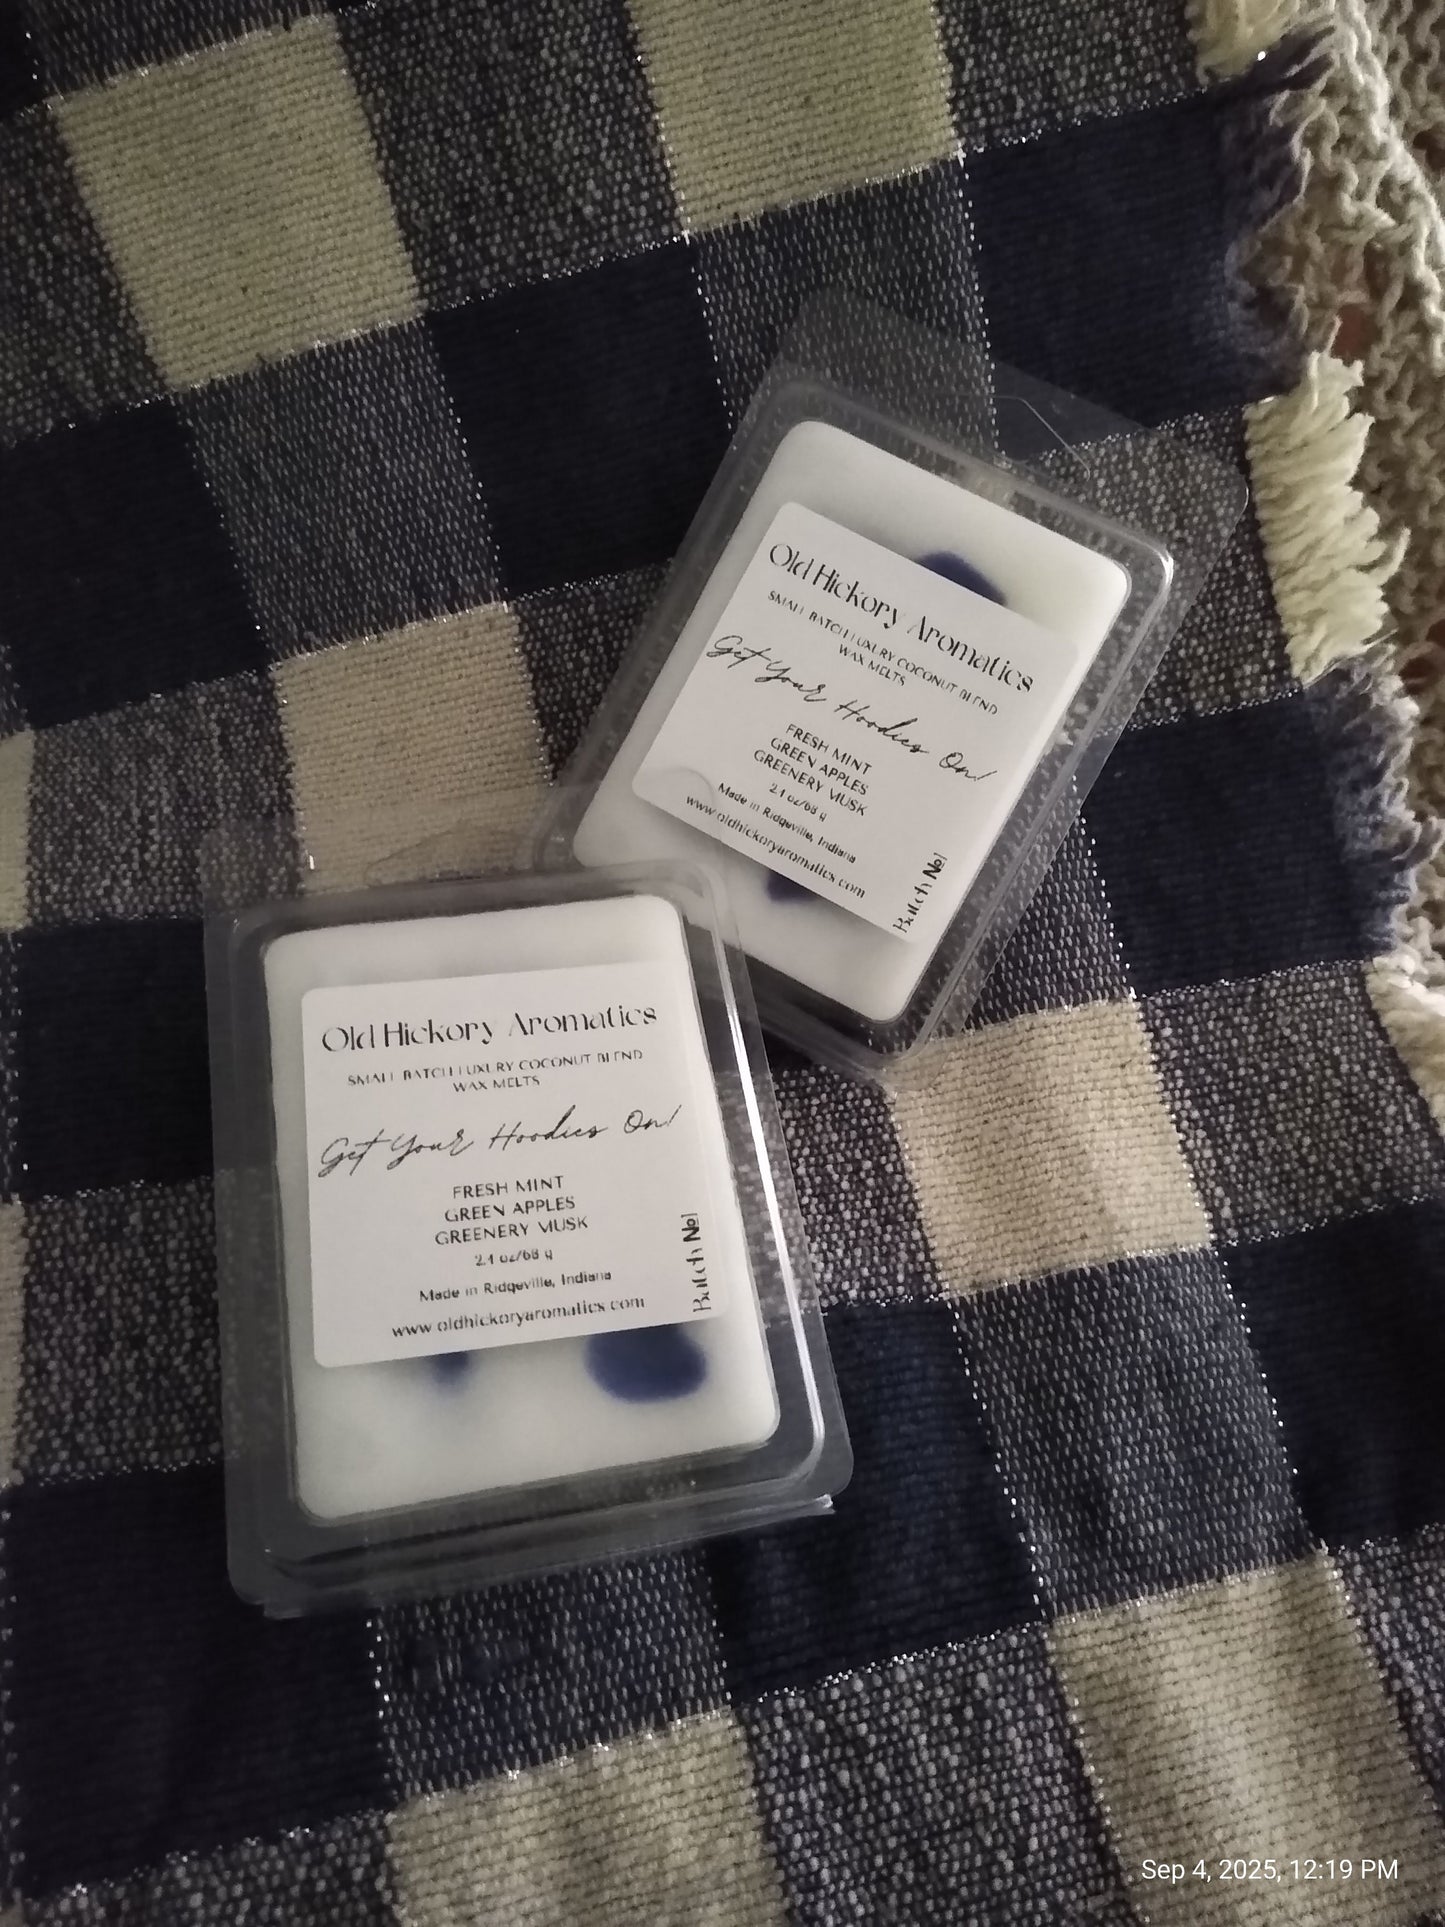 Old Hickory Aromatics
SMALL BATCH LUXURY COCONUT BLEND
WAX MELTS
Get Your Hoodies On!
FRESH MINT
GREEN APPLES
GREENERY MUSK
2.4 oz/68 g
Made in Ridgeville, Indiana
www.oldhickoryaromatics.com
Batch No1
Old Hickory Aromatics
SMALL BATCH LUXURY COCONUT BLEND
WAX MELTS
Get Your Hoodies On!
FRESH MINT
GREEN APPLES
GREENERY MUSK
2.4 oz/68 g
Made in Ridgeville, Indiana
www.oldhickoryaromatics.com
Batch No1
Sep 4, 2025, 12:19 PM